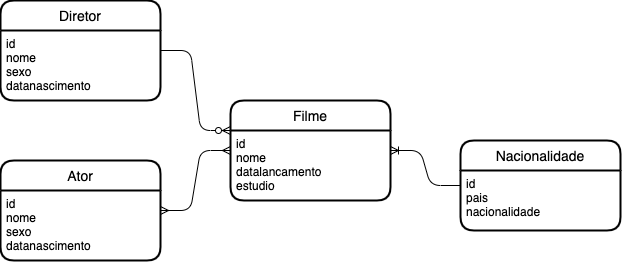 Diretor
id
nome
sexo
datanascimento
Filme
id
nome
datalancamento
estudio
Ator
id
nome
sexo
datanascimento
Nacionalidade
id
pais
nacionalidade